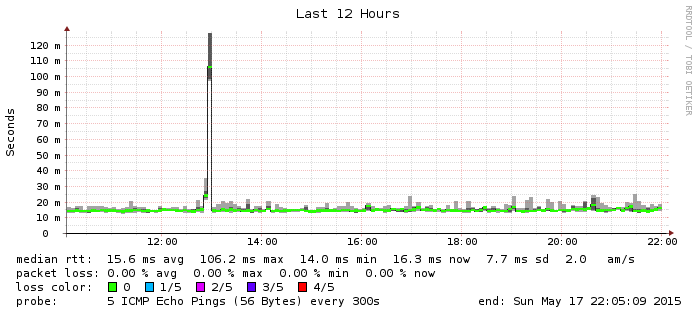 Last 12 Hours
RRDTOOL / TOBI OETIKER
Seconds
120 m
110 m
100 m
90 m
80 m
70 m
60 m
50 m
40 m
30 m
20 m
10 m
0
12:00 14:00 16:00 18:00 20:00 22:00
median rtt: 15.6 ms avg 106.2 ms max 14.0 ms min 16.3 ms now 7.7 ms sd 2.0 am/s
packet loss: 0.00 % avg 0.00 % max 0.00 % min 0.00 % now
loss color: 0 1/5 2/5 3/5 4/5
probe: 5 ICMP Echo Pings (56 Bytes) every 300s end: Sun May 17 22:05:09 2015